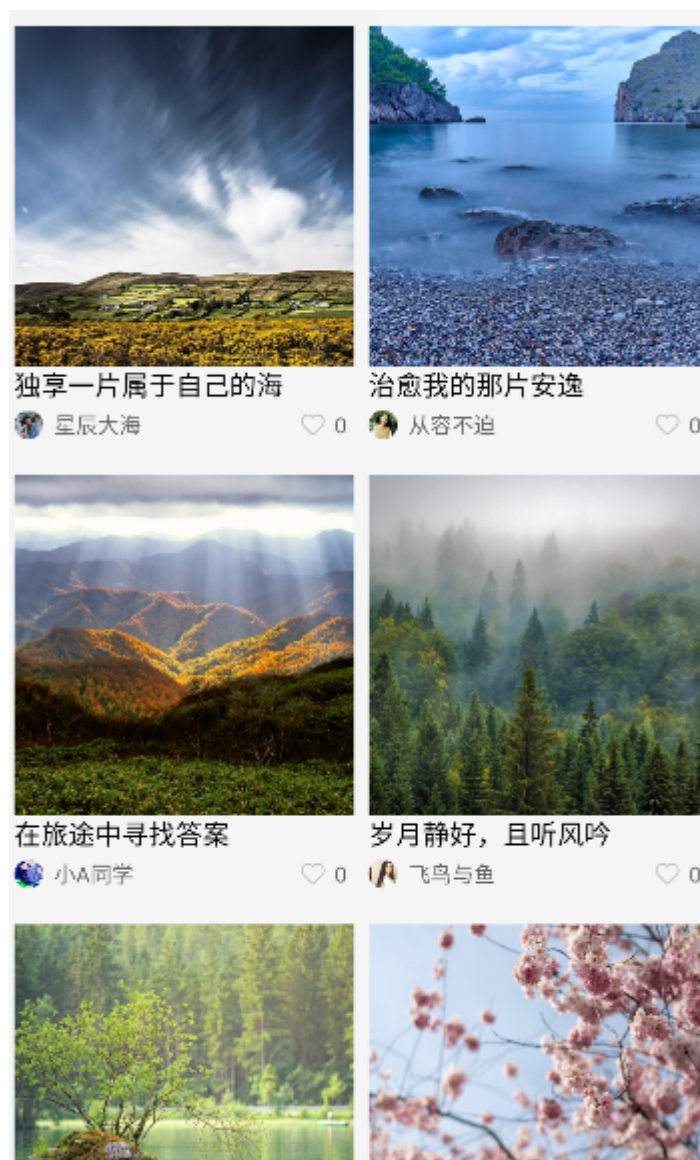 独享一片属于自己的海
治愈我的那片安逸
星辰大海 0
从容不迫 0
在旅途中寻找答案
岁月静好，且听风吟
小A同学 0
飞鸟与鱼 0